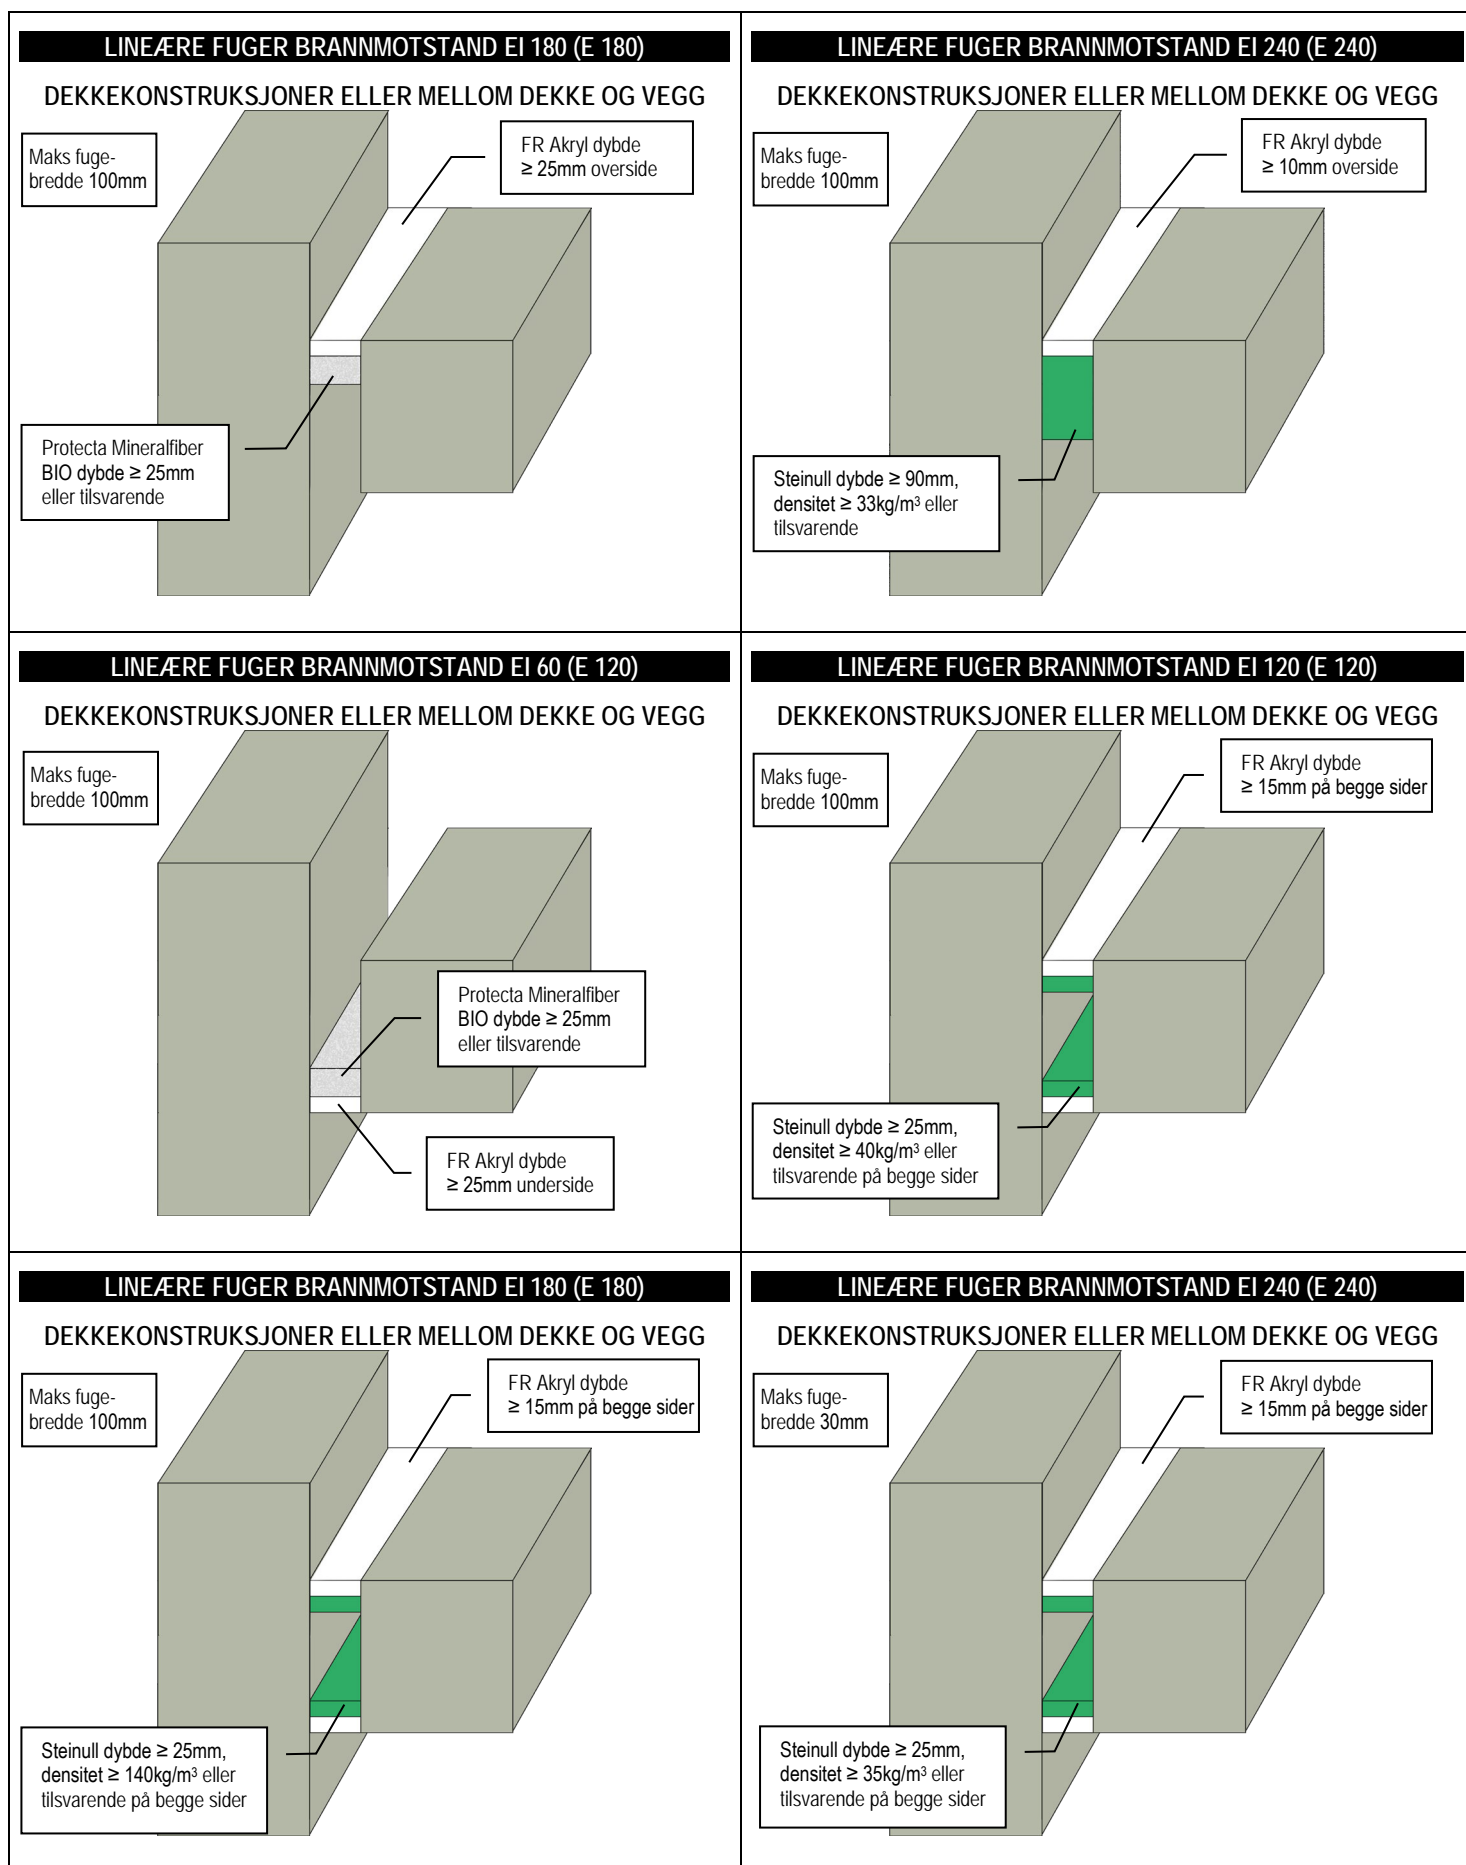 LINEÆRE FUGER BRANNMOTSTAND EI 180 (E 180)
DEKKEKONSTRUKSJONER ELLER MELLOM DEKKE OG VEGG
Maks fuge-
bredde 100mm
FR Akryl dybde
≥ 25mm overside
Protecta Mineralfiber
BIO dybde ≥ 25mm
eller tilsvarende
LINEÆRE FUGER BRANNMOTSTAND EI 240 (E 240)
DEKKEKONSTRUKSJONER ELLER MELLOM DEKKE OG VEGG
Maks fuge-
bredde 100mm
FR Akryl dybde
≥ 10mm overside
Steinull dybde ≥ 90mm,
densitet ≥ 33kg/m³ eller
tilsvarende
LINEÆRE FUGER BRANNMOTSTAND EI 60 (E 120)
DEKKEKONSTRUKSJONER ELLER MELLOM DEKKE OG VEGG
Maks fuge-
bredde 100mm
Protecta Mineralfiber
BIO dybde ≥ 25mm
eller tilsvarende
FR Akryl dybde
≥ 25mm underside
LINEÆRE FUGER BRANNMOTSTAND EI 120 (E 120)
DEKKEKONSTRUKSJONER ELLER MELLOM DEKKE OG VEGG
Maks fuge-
bredde 100mm
FR Akryl dybde
≥ 15mm på begge sider
Steinull dybde ≥ 25mm,
densitet ≥ 40kg/m³ eller
tilsvarende på begge sider
LINEÆRE FUGER BRANNMOTSTAND EI 180 (E 180)
DEKKEKONSTRUKSJONER ELLER MELLOM DEKKE OG VEGG
Maks fuge-
bredde 100mm
FR Akryl dybde
≥ 15mm på begge sider
Steinull dybde ≥ 25mm,
densitet ≥ 140kg/m³ eller
tilsvarende på begge sider
LINEÆRE FUGER BRANNMOTSTAND EI 240 (E 240)
DEKKEKONSTRUKSJONER ELLER MELLOM DEKKE OG VEGG
Maks fuge-
bredde 30mm
FR Akryl dybde
≥ 15mm på begge sider
Steinull dybde ≥ 25mm,
densitet ≥ 35kg/m³ eller
tilsvarende på begge sider